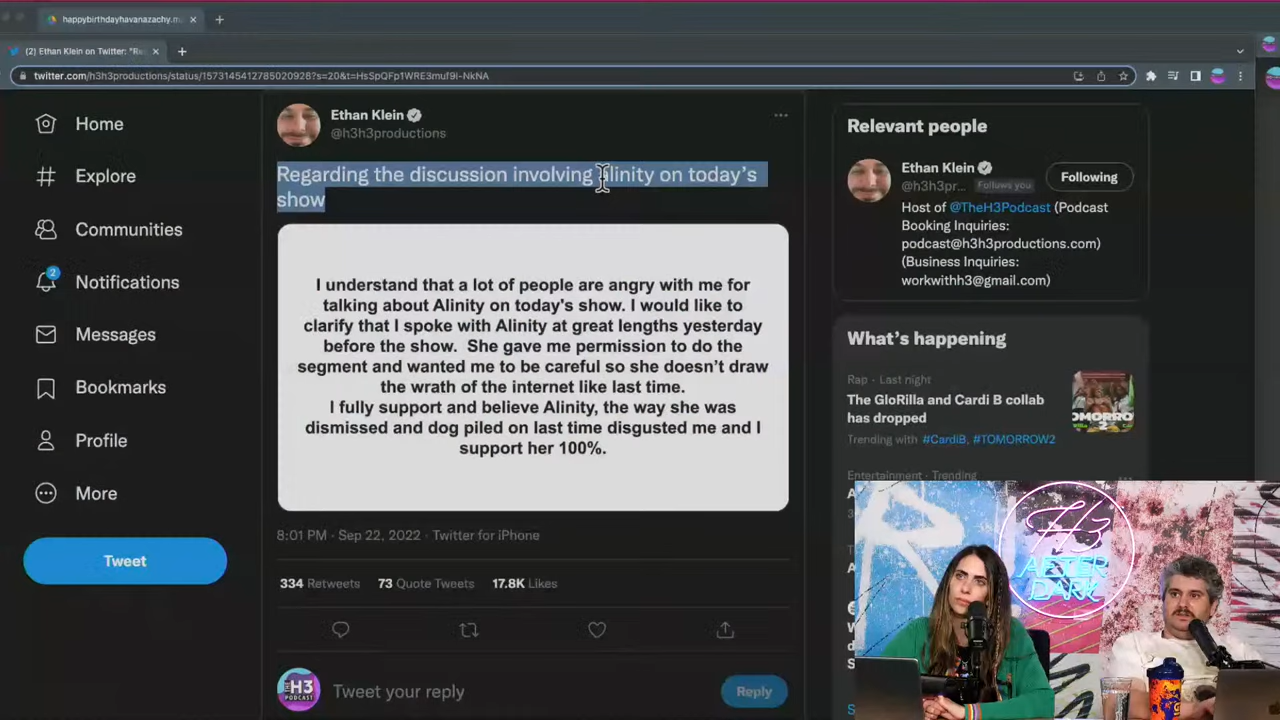 happybirthdayhavanazachy.m
(2) Ethan Klein on Twitter: "Re
twitter.com/h3h3productions/status/1573145412785020928?s=20&t=HsSpQFp1WRE3muf9i-NkNA
Home
Explore
Communities
2
Notifications
Messages
Bookmarks
Profile
More
Tweet
Ethan Klein
@h3h3productions
Regarding the discussion involving Alinity on today's
show
I understand that a lot of people are angry with me for
talking about Alinity on today's show. I would like to
clarify that I spoke with Alinity at great lengths yesterday
before the show. She gave me permission to do the
segment and wanted me to be careful so she doesn't draw
the wrath of the internet like last time.
I fully support and believe Alinity, the way she was
dismissed and dog piled on last time disgusted me and I
support her 100%.
8:01 PM · Sep 22, 2022 · Twitter for iPhone
334 Retweets 73 Quote Tweets 17.8K Likes
THE H3 PODCAST
Tweet your reply
Reply
Relevant people
Ethan Klein
@h3h3pr... Follows you
Following
Host of @TheH3Podcast (Podcast
Booking Inquiries:
podcast@h3h3productions.com)
(Business Inquiries:
workwithh3@gmail.com)
What's happening
Rap · Last night
The GloRilla and Cardi B collab
has dropped
Trending with #CardiB, #TOMORROW2
Entertainment · Trending
H3
AFTER
DARK